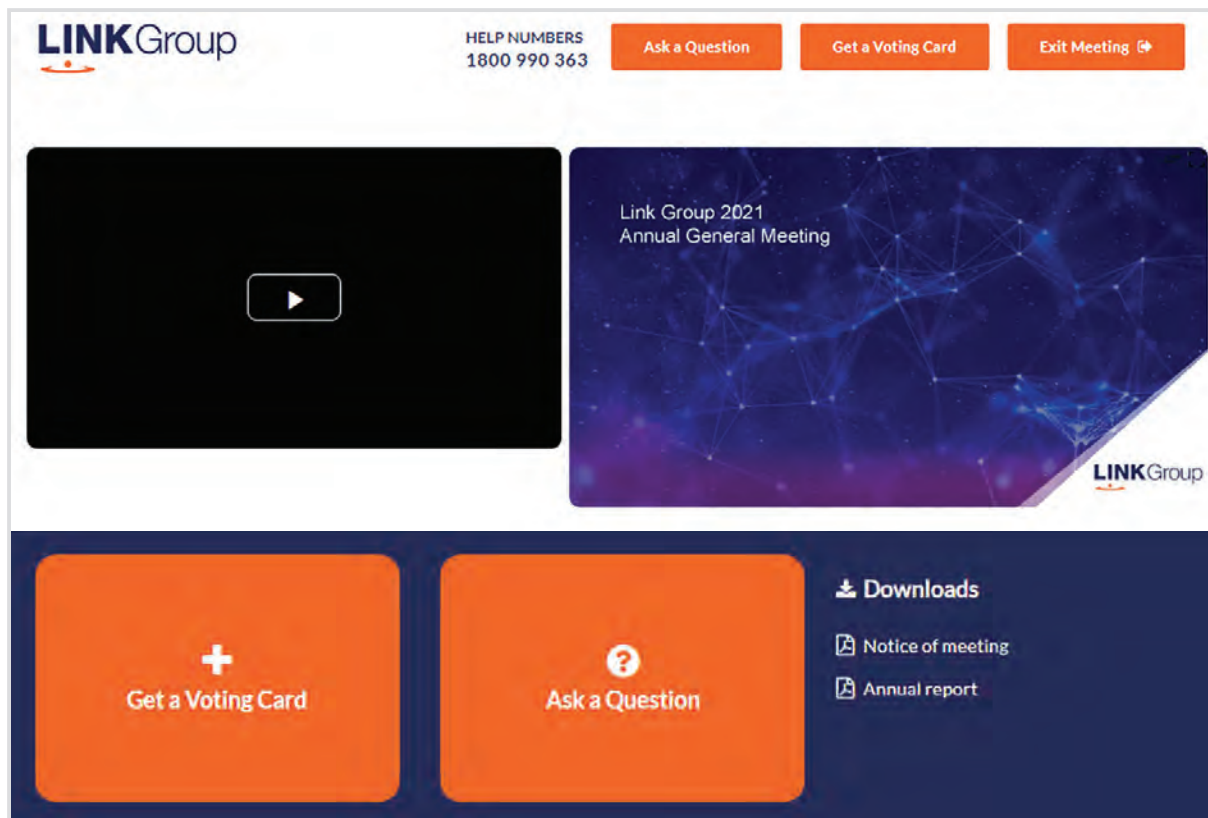 LINKGroup
HELP NUMBERS
1800 990 363
Ask a Question
Get a Voting Card
Exit Meeting
Link Group 2021
Annual General Meeting
LINKGroup
Get a Voting Card
Ask a Question
Downloads
Notice of meeting
Annual report